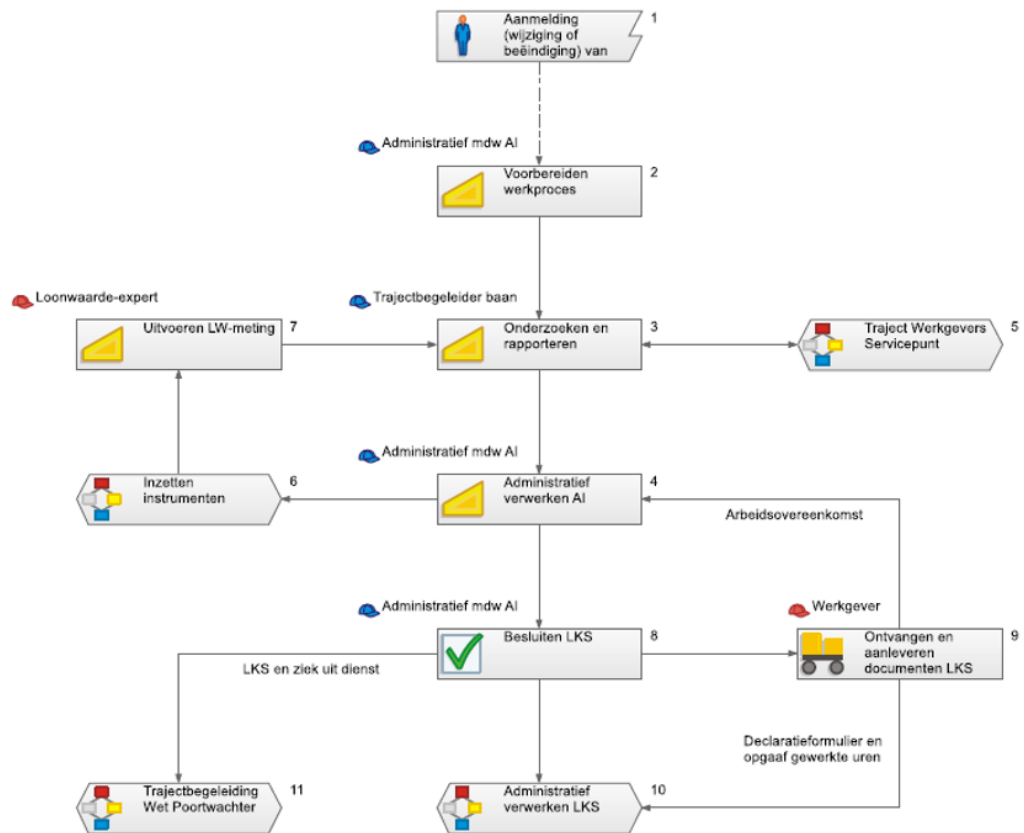 Aanmelding
(wijziging of
beëindiging) van
1
Administratief mdw AI
Voorbereiden
werkproces
2
Loonwaarde-expert
Trajectbegeleider baan
Uitvoeren LW-meting
7
Onderzoeken en
rapporteren
3
Traject Werkgevers
Servicepunt
5
Administratief mdw AI
Inzetten
instrumenten
6
Administratief
verwerken AI
4
Arbeidsovereenkomst
Administratief mdw AI
Werkgever
Besluiten LKS
8
Ontvangen en
aanleveren
documenten LKS
9
LKS en ziek uit dienst
Declaratieformulier en
opgaaf gewerkte uren
Trajectbegeleiding
Wet Poortwachter
11
Administratief
verwerken LKS
10